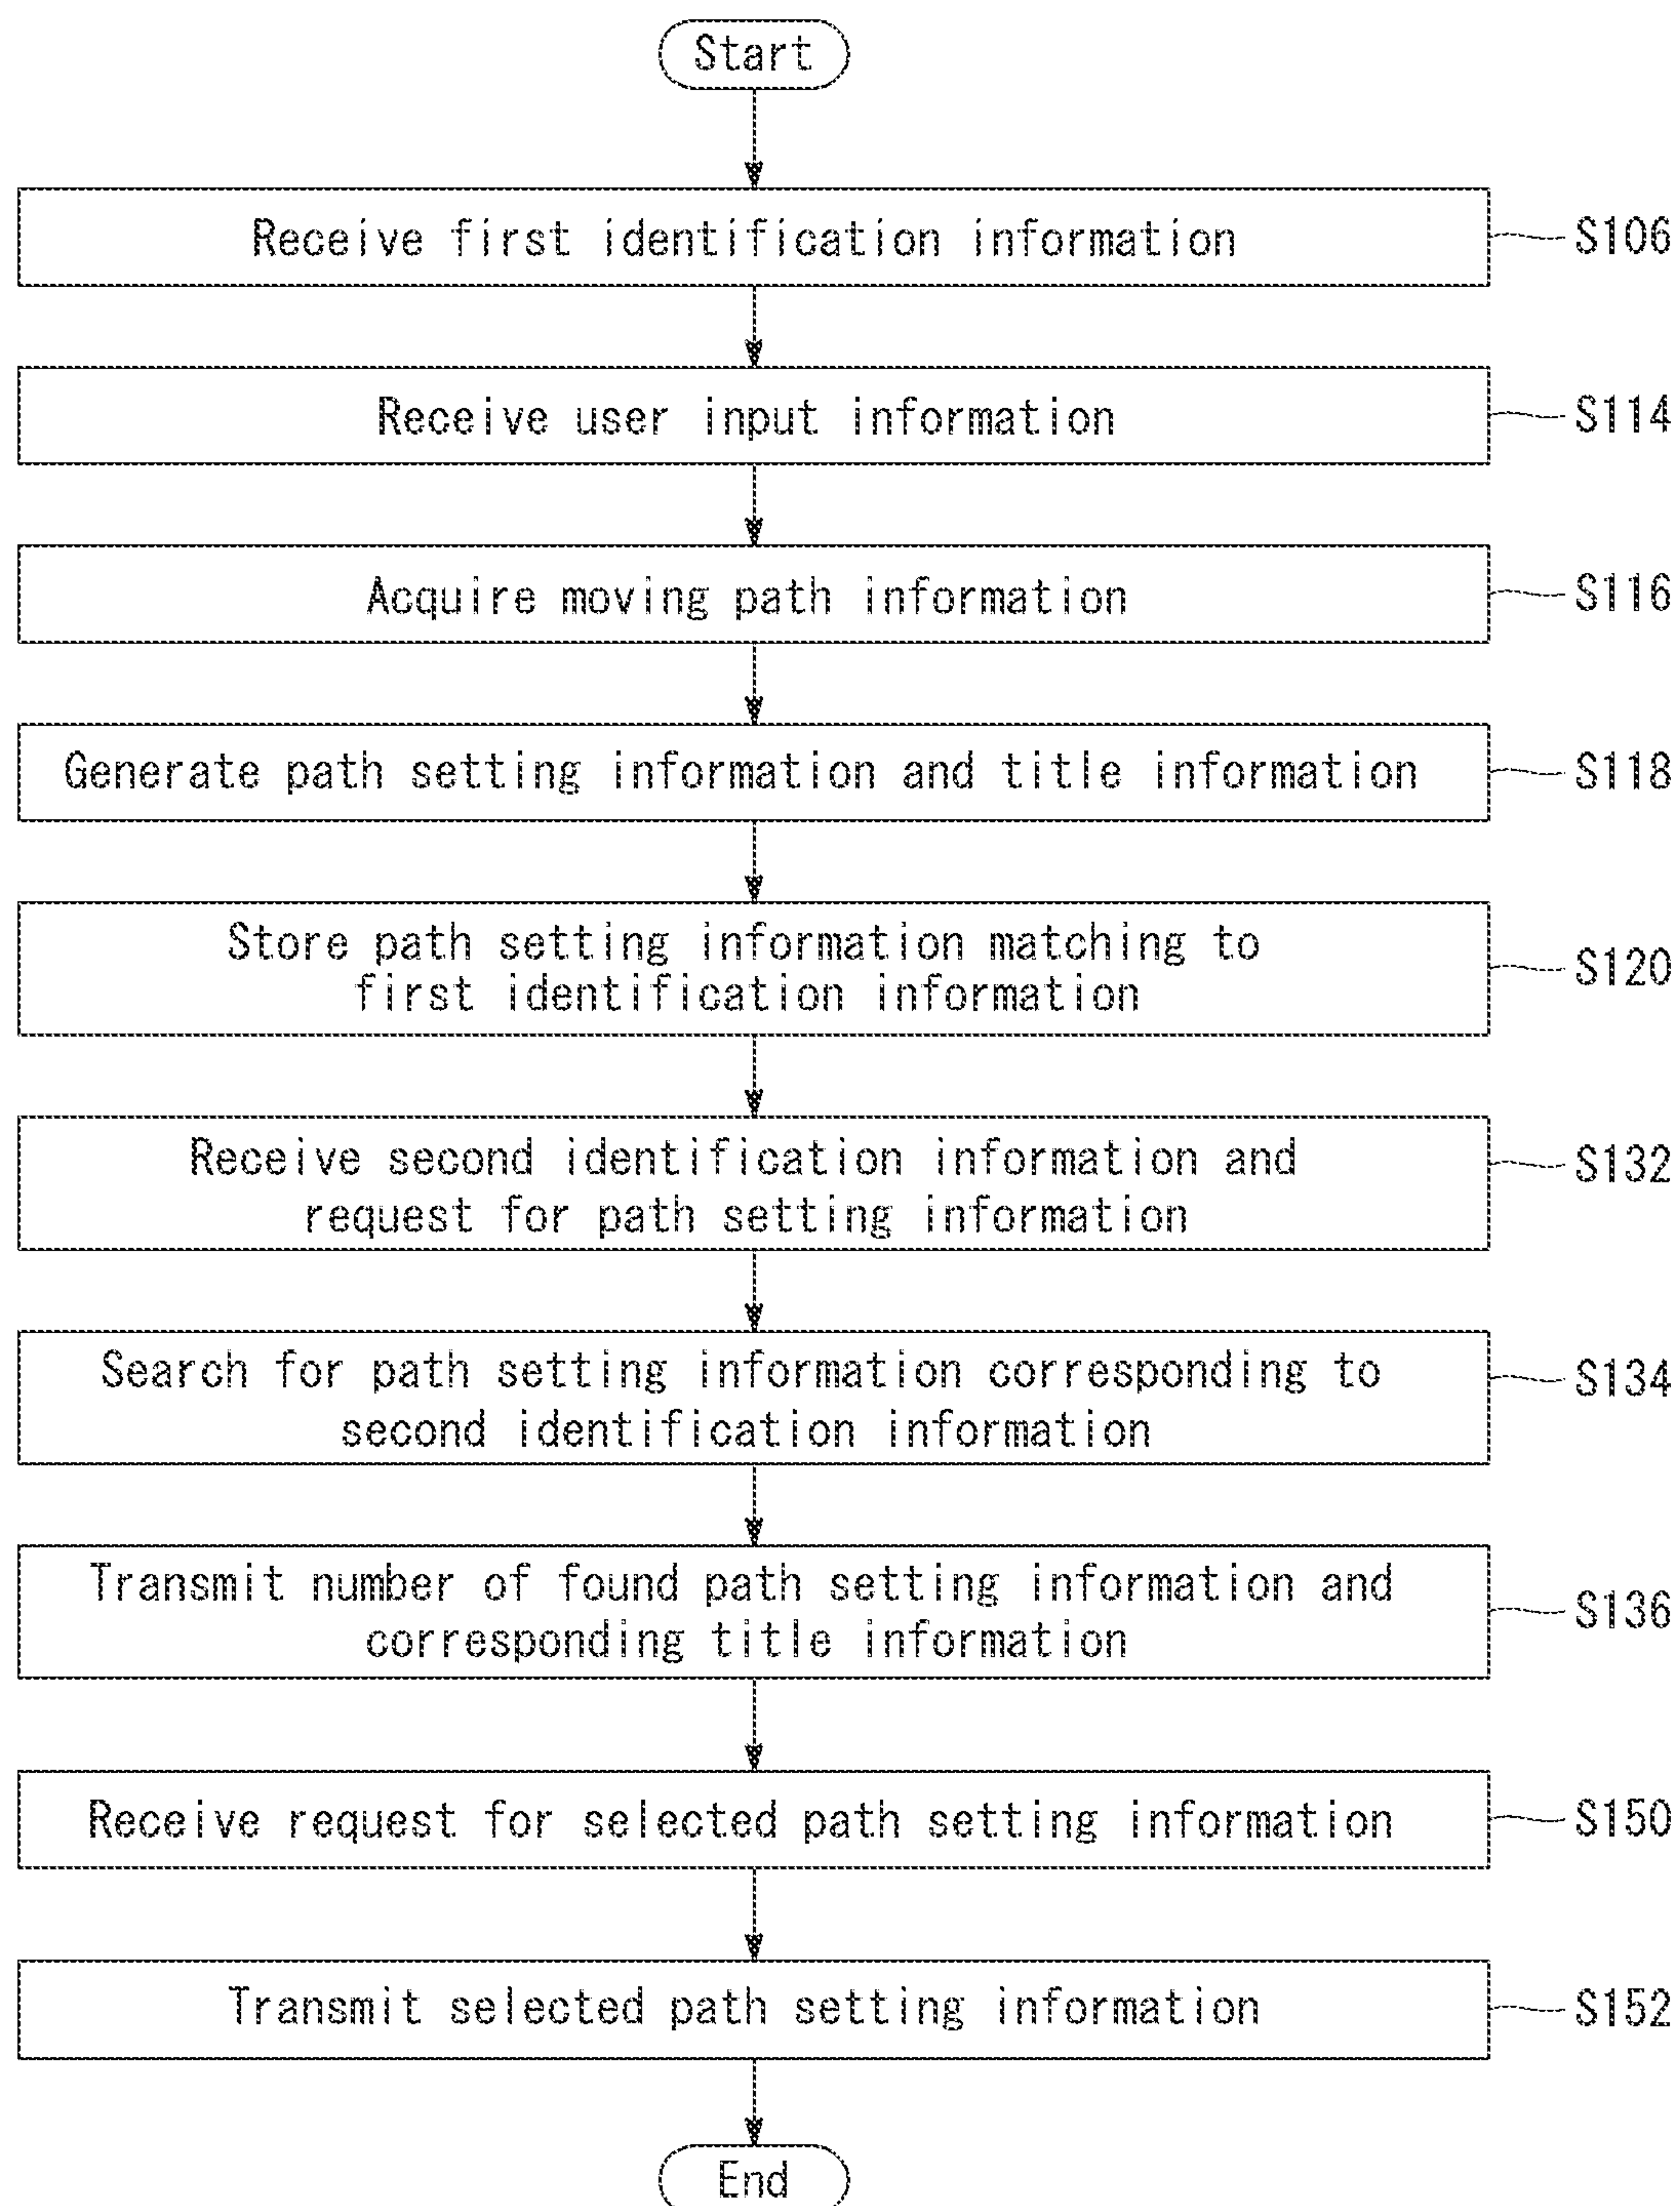 Start
Receive first identification information
S106
Receive user input information
S114
Acquire moving path information
S116
Generate path setting information and title information
S118
Store path setting information matching to
first identification information
S120
Receive second identification information and
request for path setting information
S132
Search for path setting information corresponding to
second identification information
S134
Transmit number of found path setting information and
corresponding title information
S136
Receive request for selected path setting information
S150
Transmit selected path setting information
S152
End